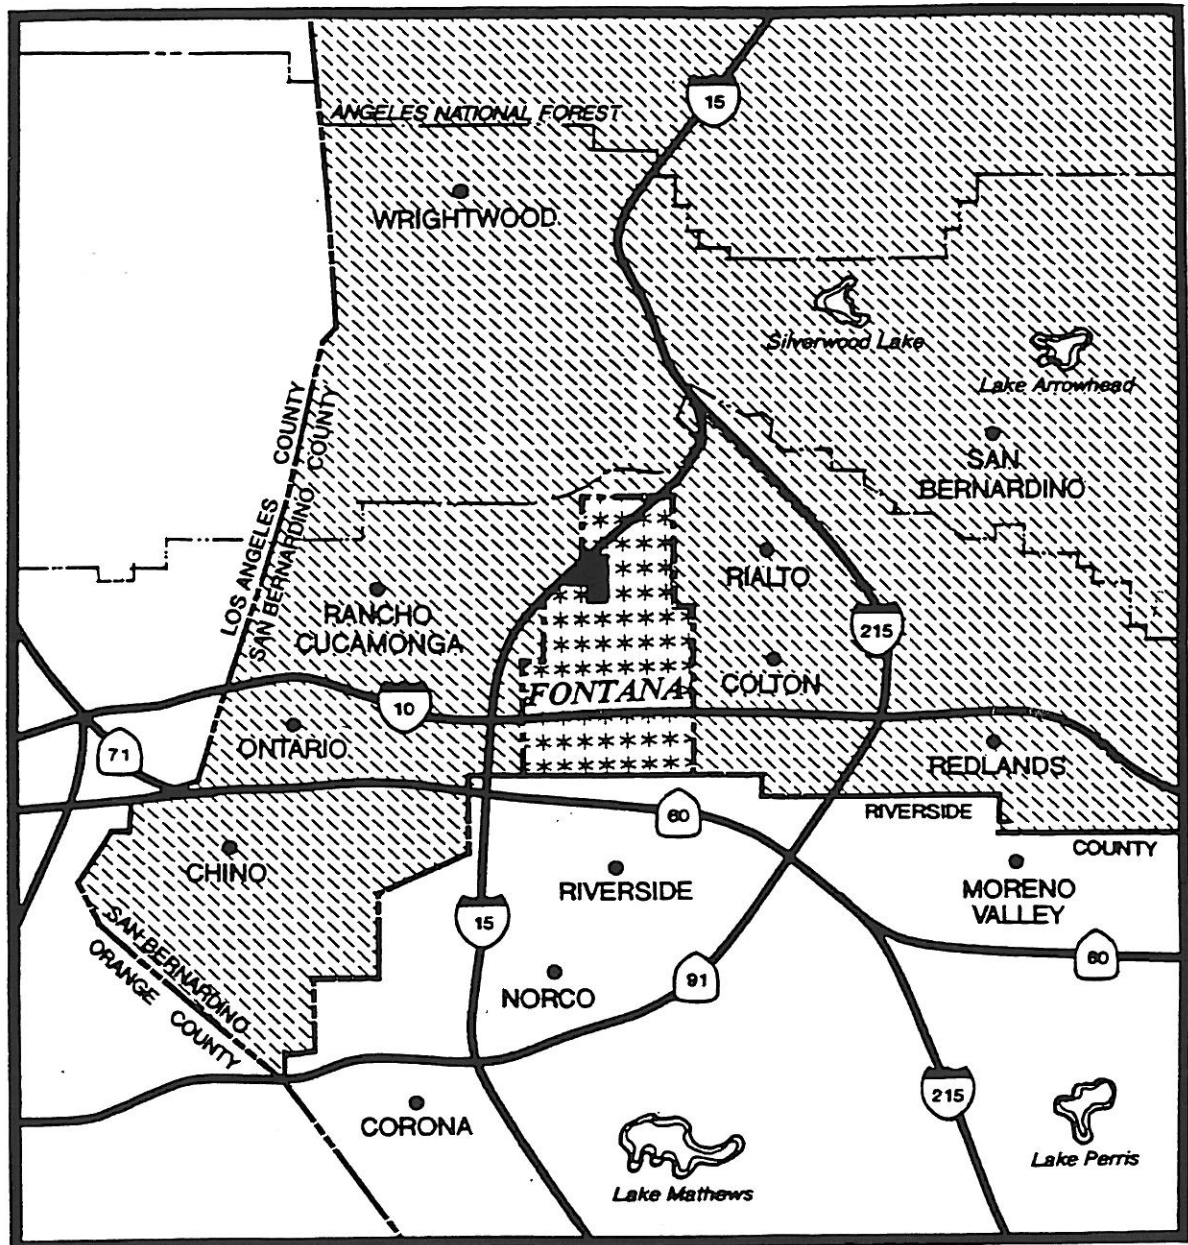 15
ANGELES NATIONAL FOREST
WRIGHTWOOD
Silverwood Lake
Lake Arrowhead
LOS ANGELES COUNTY
SAN BERNARDINO COUNTY
SAN
BERNARDINO
RIALTO
RANCHO
CUCAMONGA
215
FONTANA
COLTON
10
ONTARIO
71
REDLANDS
60
RIVERSIDE
COUNTY
CHINO
RIVERSIDE
MORENO
VALLEY
15
SAN BERNARDINO
ORANGE COUNTY
60
91
NORCO
215
CORONA
Lake Mathews
Lake Perris